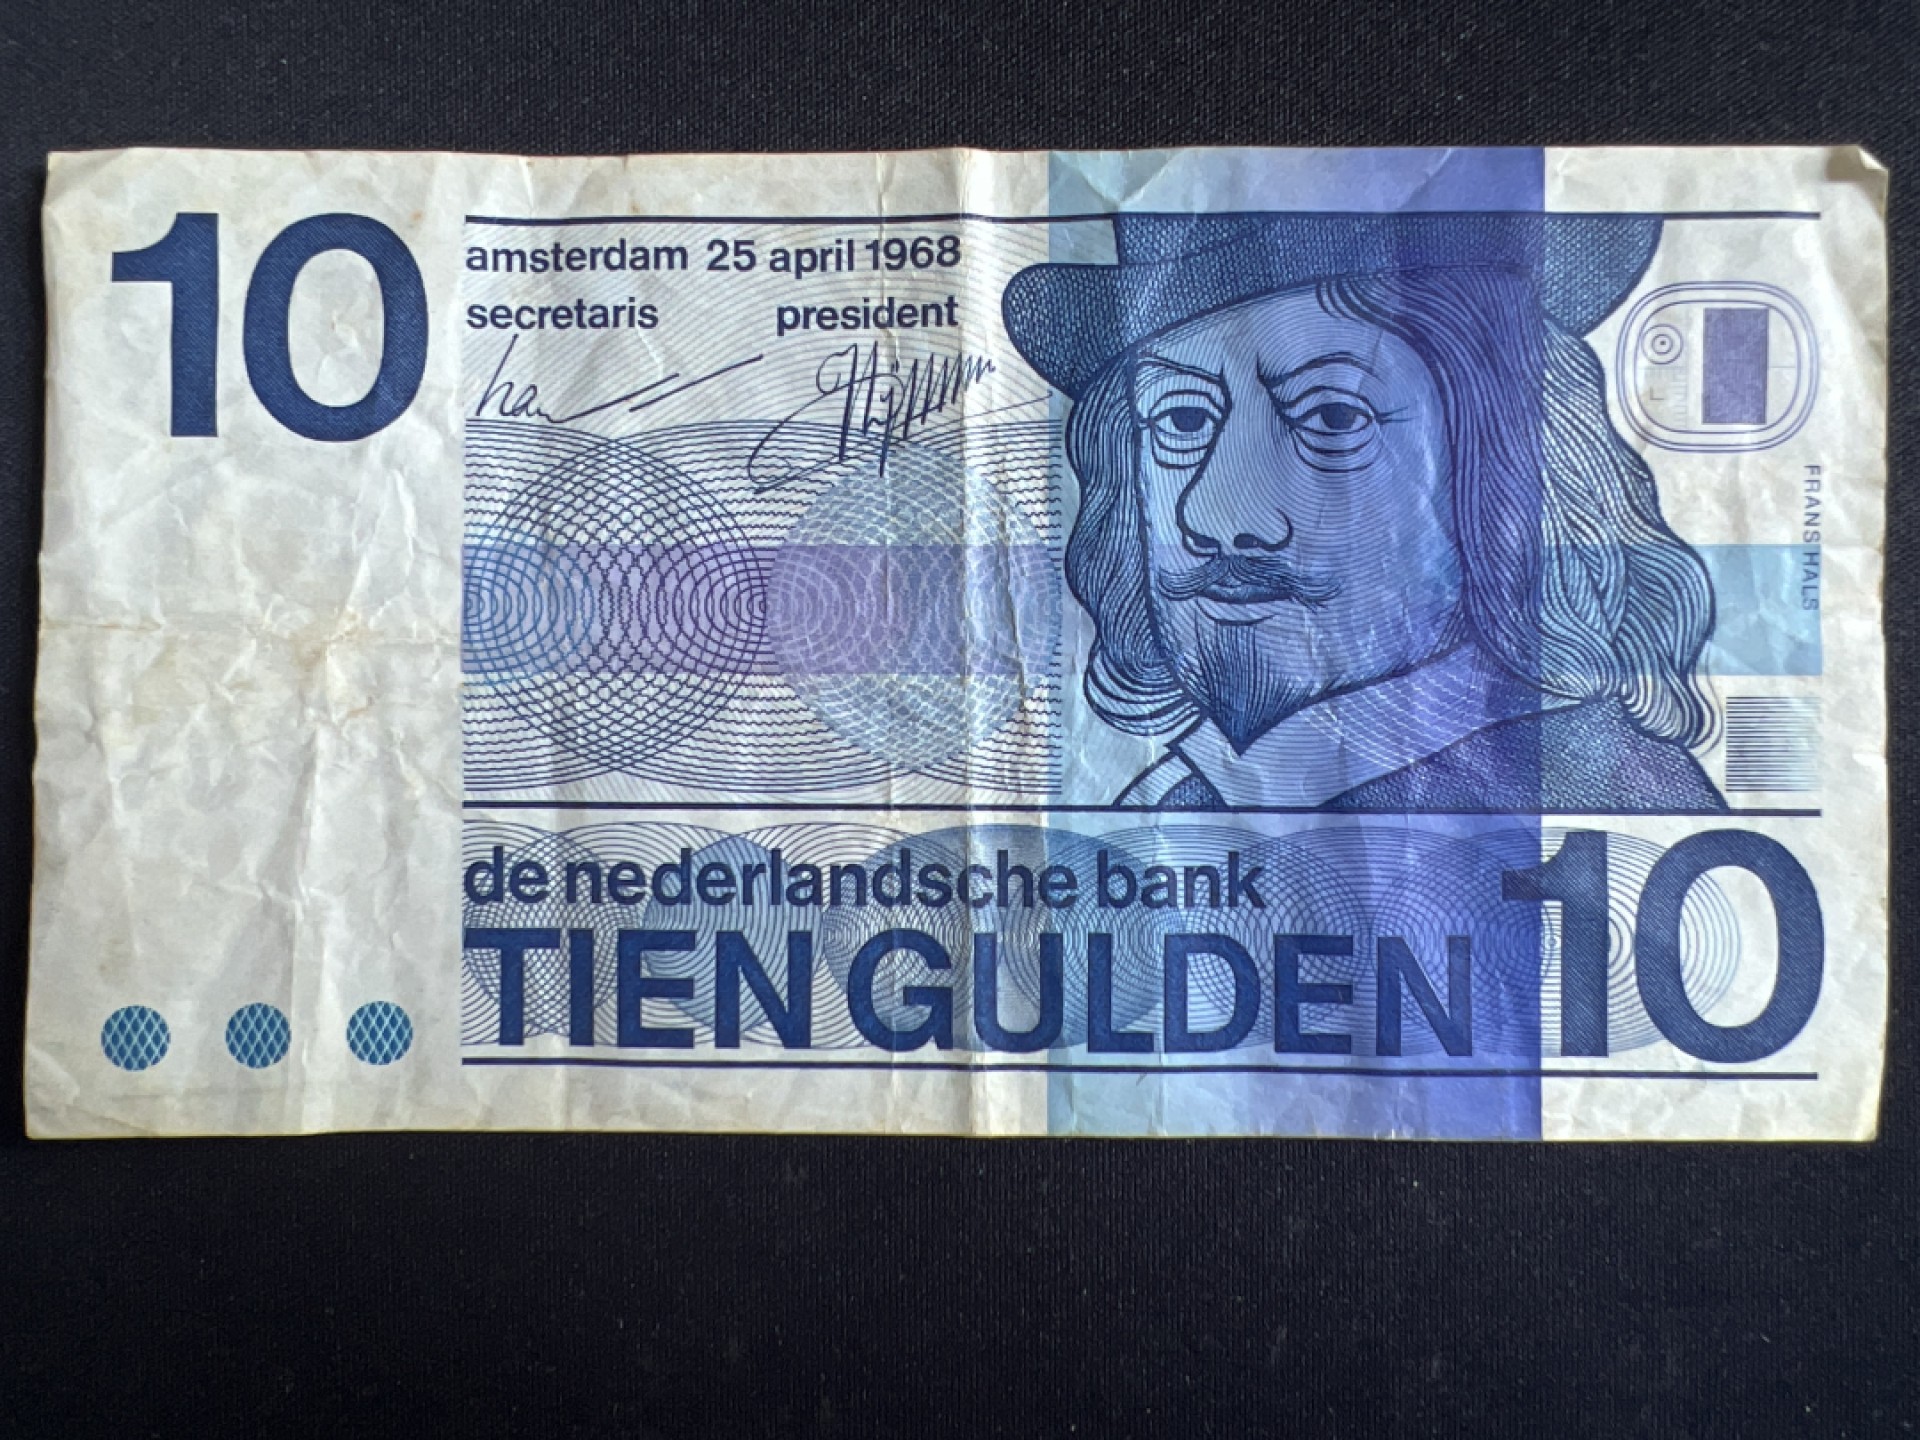 10
amsterdam 25 april 1968
secretaris president
FRANS HALS
de nederlandsche bank
TIEN GULDEN 10